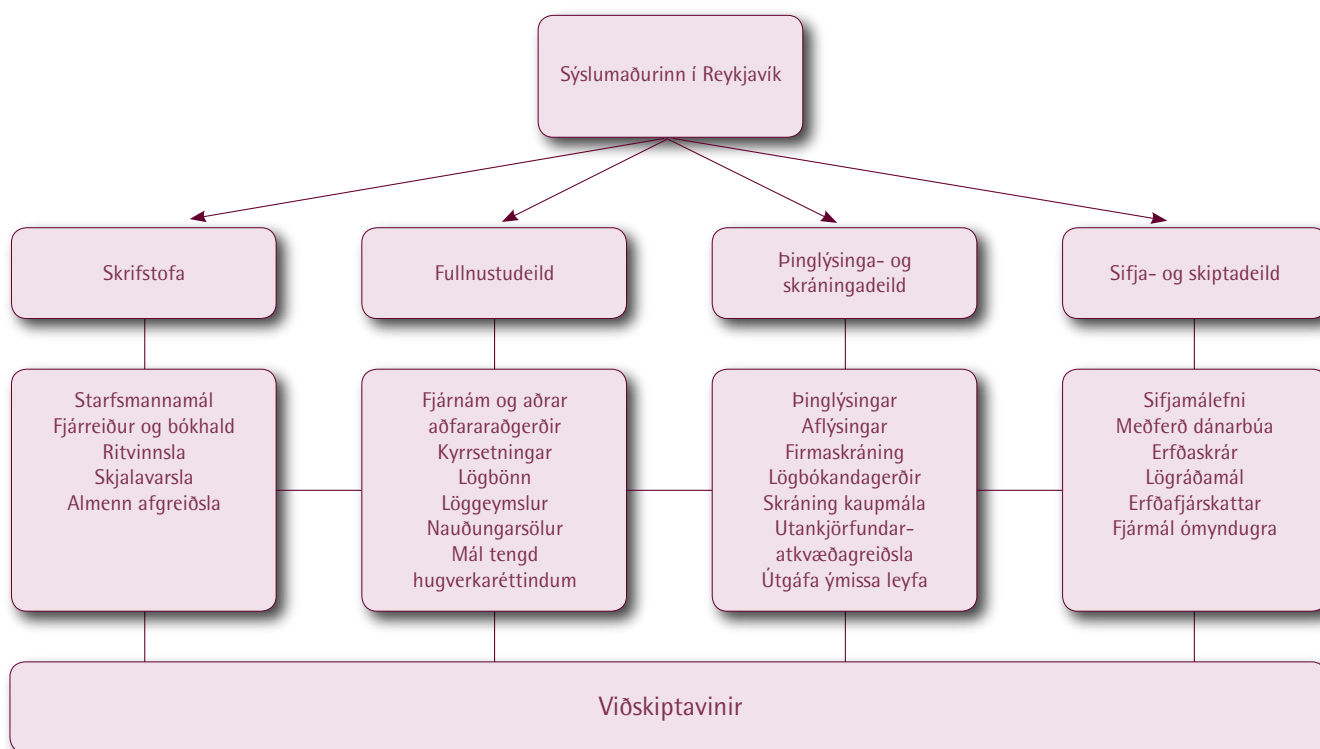 Sýslumaðurinn í Reykjavík
Skrifstofa
Fullnustudeild
Þinglýsinga- og
skráningadeild
Sifja- og skiptadeild
Starfsmannamál
Fjárreiður og bókhald
Ritvinnsla
Skjalavarsla
Almenn afgreiðsla
Fjárnám og aðrar
aðfararaðgerðir
Kyrrsetningar
Lögbönn
Löggeymslur
Nauðungarsölur
Mál tengd
hugverkaréttindum
Þinglýsingar
Aflýsingar
Firmaskráning
Lögbókandagerðir
Skráning kaupmála
Utankjörfundar-
atkvæðagreiðsla
Útgáfa ýmissa leyfa
Sifjamálefni
Meðferð dánarbúa
Erfðaskrár
Lögráðamál
Erfðafjárskattar
Fjármál ómyndugra
Viðskiptavinir